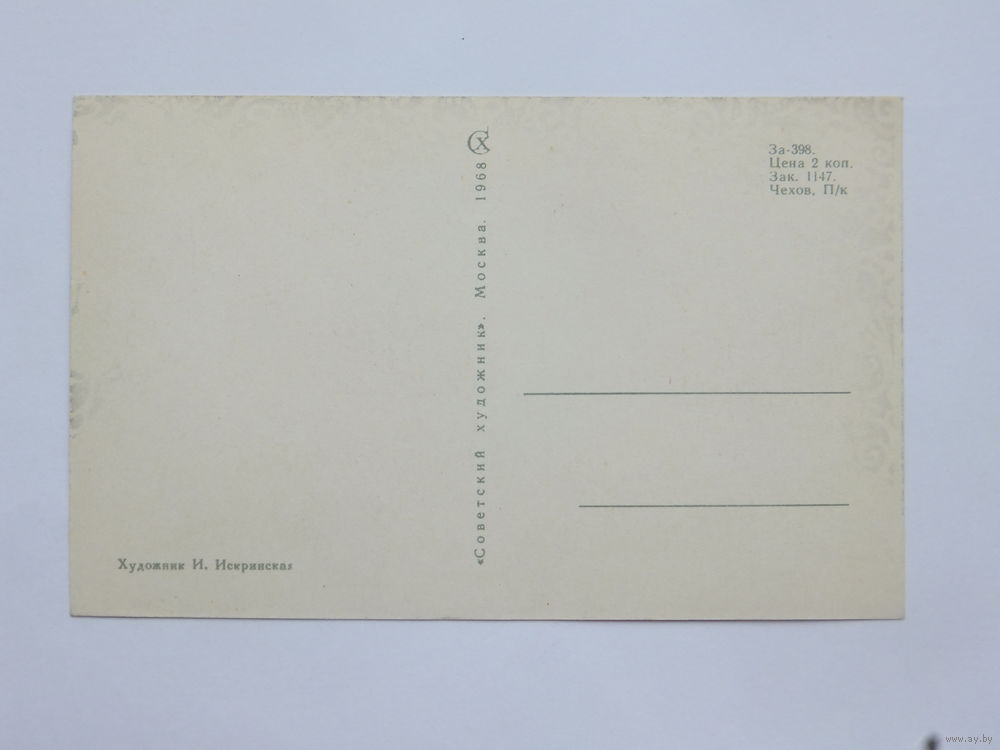 Художник И. Искринская
«Советский художник». Москва. 1968
СХ
За-398.
Цена 2 коп.
Зак. 1147.
Чехов, П/к
www.ay.by